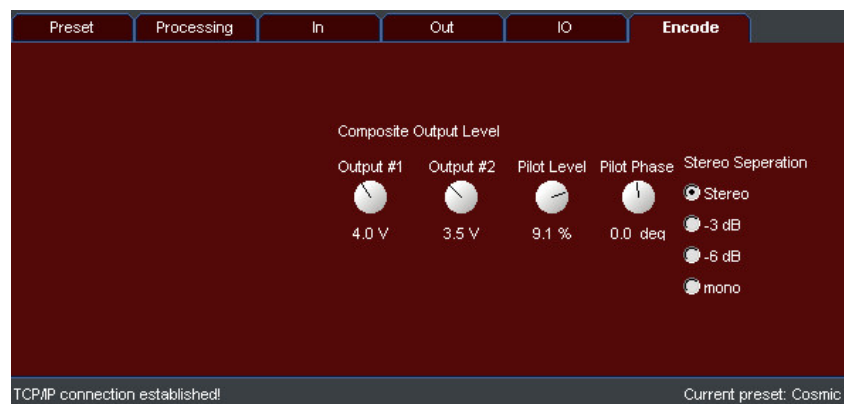 Preset Processing In Out IO Encode
Composite Output Level
Output #1 Output #2 Pilot Level Pilot Phase Stereo Seperation
4.0 V 3.5 V 9.1 % 0.0 deg
Stereo
-3 dB
-6 dB
mono
TCP/IP connection established!
Current preset: Cosmic